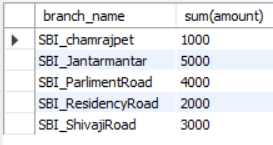 branch_name sum(amount)
SBI_chamrajpet 1000
SBI_Jantarmantar 5000
SBI_ParlimentRoad 4000
SBI_ResidencyRoad 2000
SBI_ShivajiRoad 3000